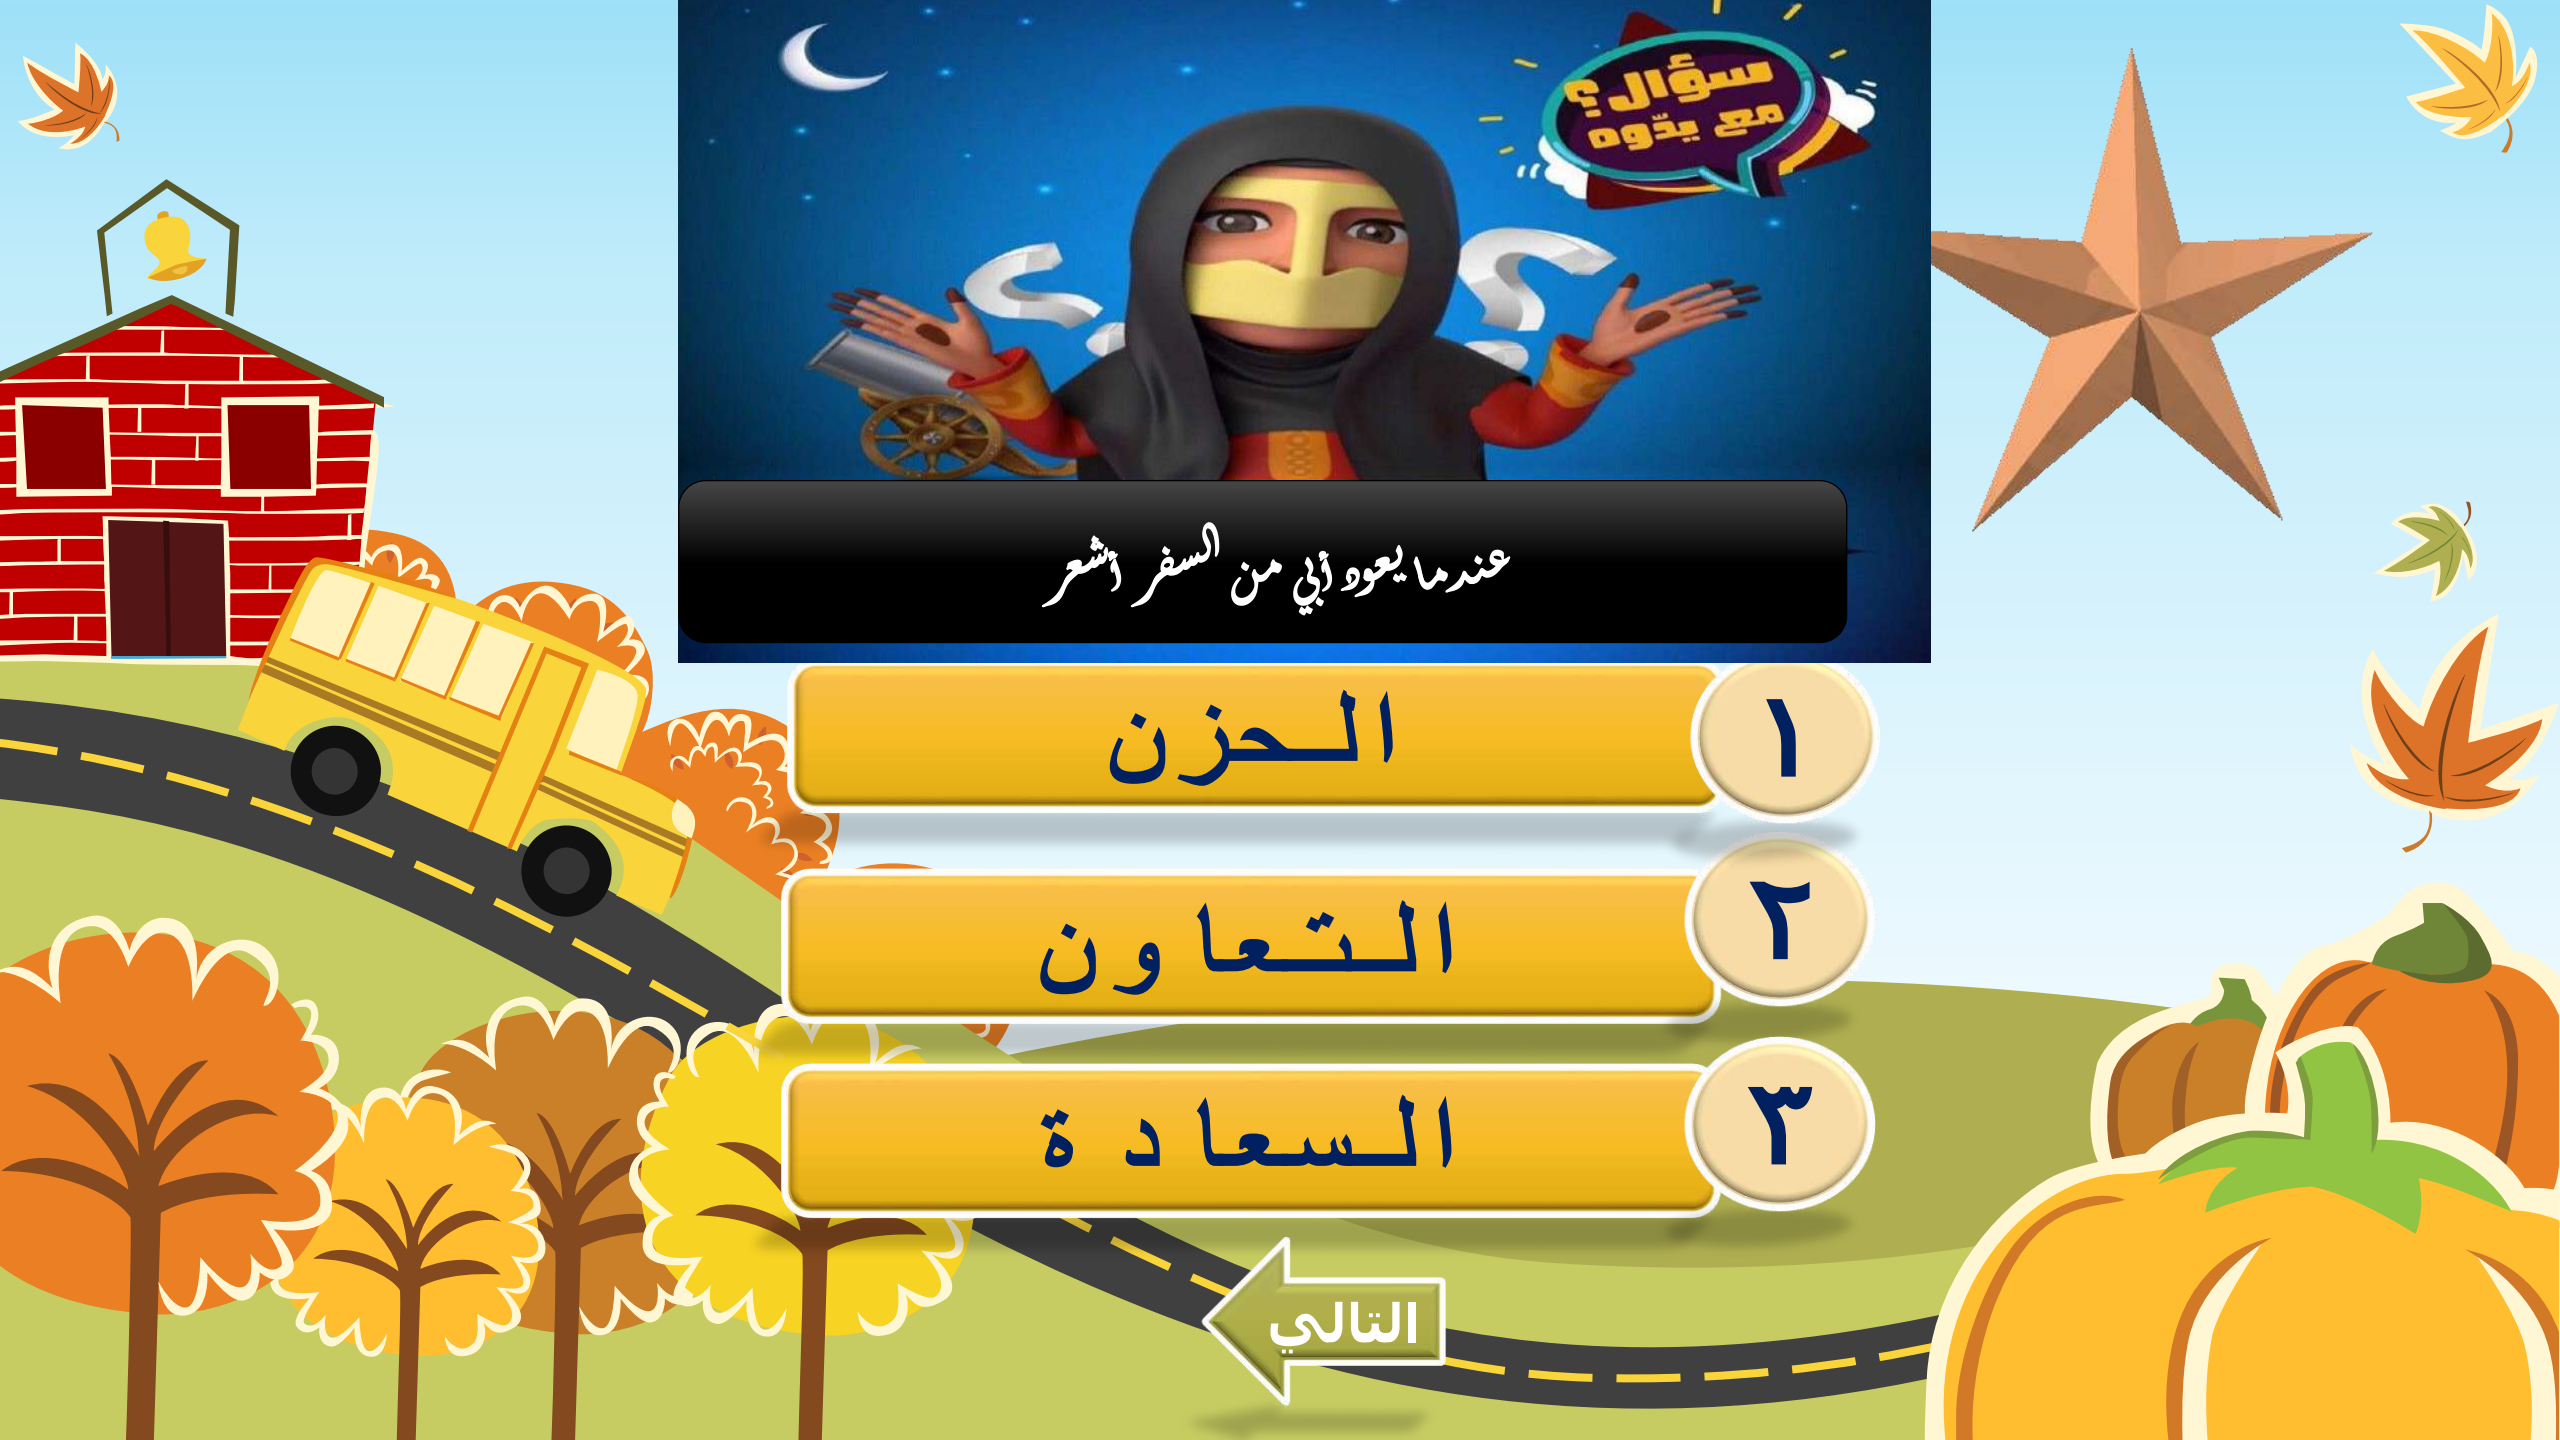 سؤال؟
مع يدّوه
عندما يعود أبي من السفر أشعر
الحزن
١
التعاون
٢
السعادة
٣
التالي